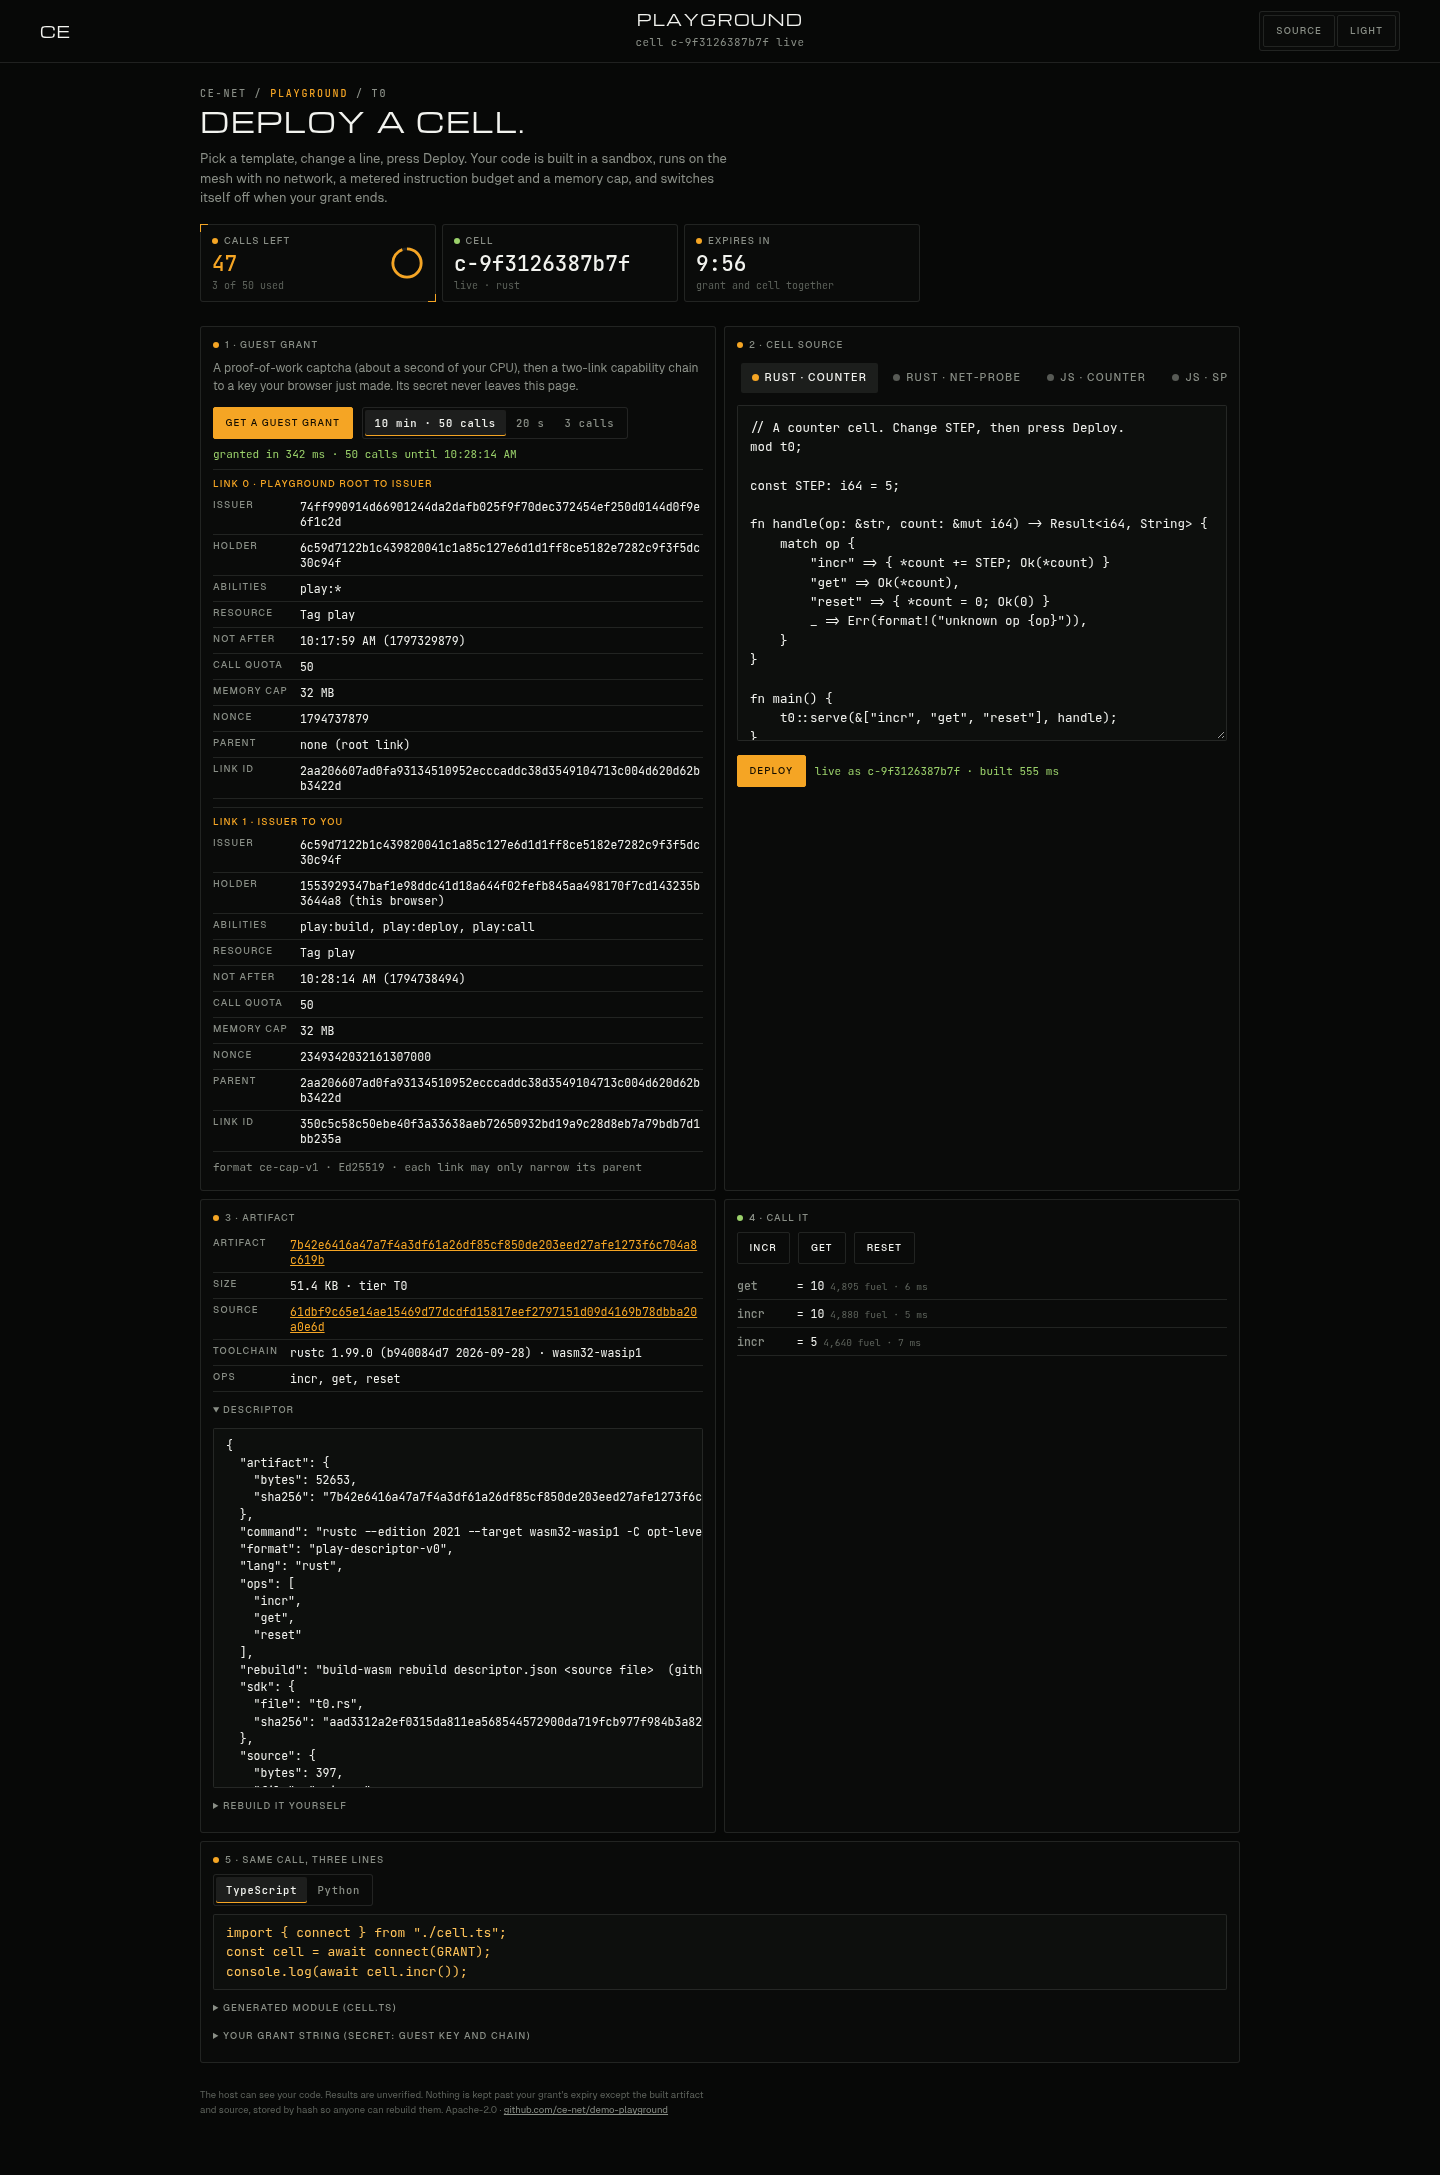 CE
PLAYGROUND
cell c-9f3126387b7f live
SOURCE
LIGHT
CE-NET / PLAYGROUND / T0
DEPLOY A CELL.
Pick a template, change a line, press Deploy. Your code is built in a sandbox, runs on the
mesh with no network, a metered instruction budget and a memory cap, and switches
itself off when your grant ends.
CALLS LEFT
47
3 of 50 used
CELL
c-9f3126387b7f
live · rust
EXPIRES IN
9:56
grant and cell together
1 · GUEST GRANT
A proof-of-work captcha (about a second of your CPU), then a two-link capability chain
to a key your browser just made. Its secret never leaves this page.
GET A GUEST GRANT
10 min · 50 calls
20 s
3 calls
granted in 342 ms · 50 calls until 10:28:14 AM
LINK 0 · PLAYGROUND ROOT TO ISSUER
ISSUER
74ff990914d66901244da2dafb025f9f70dec372454ef250d0144d0f9e
6f1c2d
HOLDER
6c59d7122b1c439820041c1a85c127e6d1d1ff8ce5182e7282c9f3f5dc
30c94f
ABILITIES
play:*
RESOURCE
Tag play
NOT AFTER
10:17:59 AM (1797329879)
CALL QUOTA
50
MEMORY CAP
32 MB
NONCE
1794737879
PARENT
none (root link)
LINK ID
2aa206607ad0fa93134510952ecccaddc38d3549104713c004d620d62b
b3422d
LINK 1 · ISSUER TO YOU
ISSUER
6c59d7122b1c439820041c1a85c127e6d1d1ff8ce5182e7282c9f3f5dc
30c94f
HOLDER
1553929347baf1e98ddc41d18a644f02fefb845aa498170f7cd143235b
3644a8 (this browser)
ABILITIES
play:build, play:deploy, play:call
RESOURCE
Tag play
NOT AFTER
10:28:14 AM (1794738494)
CALL QUOTA
50
MEMORY CAP
32 MB
NONCE
2349342032161307000
PARENT
2aa206607ad0fa93134510952ecccaddc38d3549104713c004d620d62b
b3422d
LINK ID
350c5c58c50ebe40f3a33638aeb72650932bd19a9c28d8eb7a79bdb7d1
bb235a
format ce-cap-v1 · Ed25519 · each link may only narrow its parent
2 · CELL SOURCE
RUST · COUNTER
RUST · NET-PROBE
JS · COUNTER
JS · SP
// A counter cell. Change STEP, then press Deploy.
mod t0;
const STEP: i64 = 5;
fn handle(op: &str, count: &mut i64) -> Result<i64, String> {
match op {
"incr" => { *count += STEP; Ok(*count) }
"get" => Ok(*count),
"reset" => { *count = 0; Ok(0) }
_ => Err(format!("unknown op {op}")),
}
}
fn main() {
t0::serve(&["incr", "get", "reset"], handle);
}
DEPLOY
live as c-9f3126387b7f · built 555 ms
3 · ARTIFACT
ARTIFACT
7b42e6416a47a7f4a3df61a26df85cf850de203eed27afe1273f6c704a8
c619b
SIZE
51.4 KB · tier T0
SOURCE
61dbf9c65e14ae15469d77dcdfd15817eef2797151d09d4169b78dbba20
a0e6d
TOOLCHAIN
rustc 1.99.0 (b940084d7 2026-09-28) · wasm32-wasip1
OPS
incr, get, reset
▼ DESCRIPTOR
{
"artifact": {
"bytes": 52653,
"sha256": "7b42e6416a47a7f4a3df61a26df85cf850de203eed27afe1273f6c
},
"command": "rustc --edition 2021 --target wasm32-wasip1 -C opt-leve
"format": "play-descriptor-v0",
"lang": "rust",
"ops": [
"incr",
"get",
"reset"
],
"rebuild": "build-wasm rebuild descriptor.json <source file> (gith
"sdk": {
"file": "t0.rs",
"sha256": "aad3312a2ef0315da811ea568544572900da719fcb977f984b3a82
},
"source": {
"bytes": 397,
▶ REBUILD IT YOURSELF
4 · CALL IT
INCR
GET
RESET
get = 10 4,895 fuel · 6 ms
incr = 10 4,880 fuel · 5 ms
incr = 5 4,640 fuel · 7 ms
5 · SAME CALL, THREE LINES
TypeScript
Python
import { connect } from "./cell.ts";
const cell = await connect(GRANT);
console.log(await cell.incr());
▶ GENERATED MODULE (CELL.TS)
▶ YOUR GRANT STRING (SECRET: GUEST KEY AND CHAIN)
The host can see your code. Results are unverified. Nothing is kept past your grant's expiry except the built artifact
and source, stored by hash so anyone can rebuild them. Apache-2.0 · github.com/ce-net/demo-playground